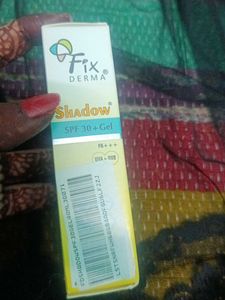 Fix
DERMA®
SHADOW®
SPF 30 + Gel
PA+++
UVA + UVB